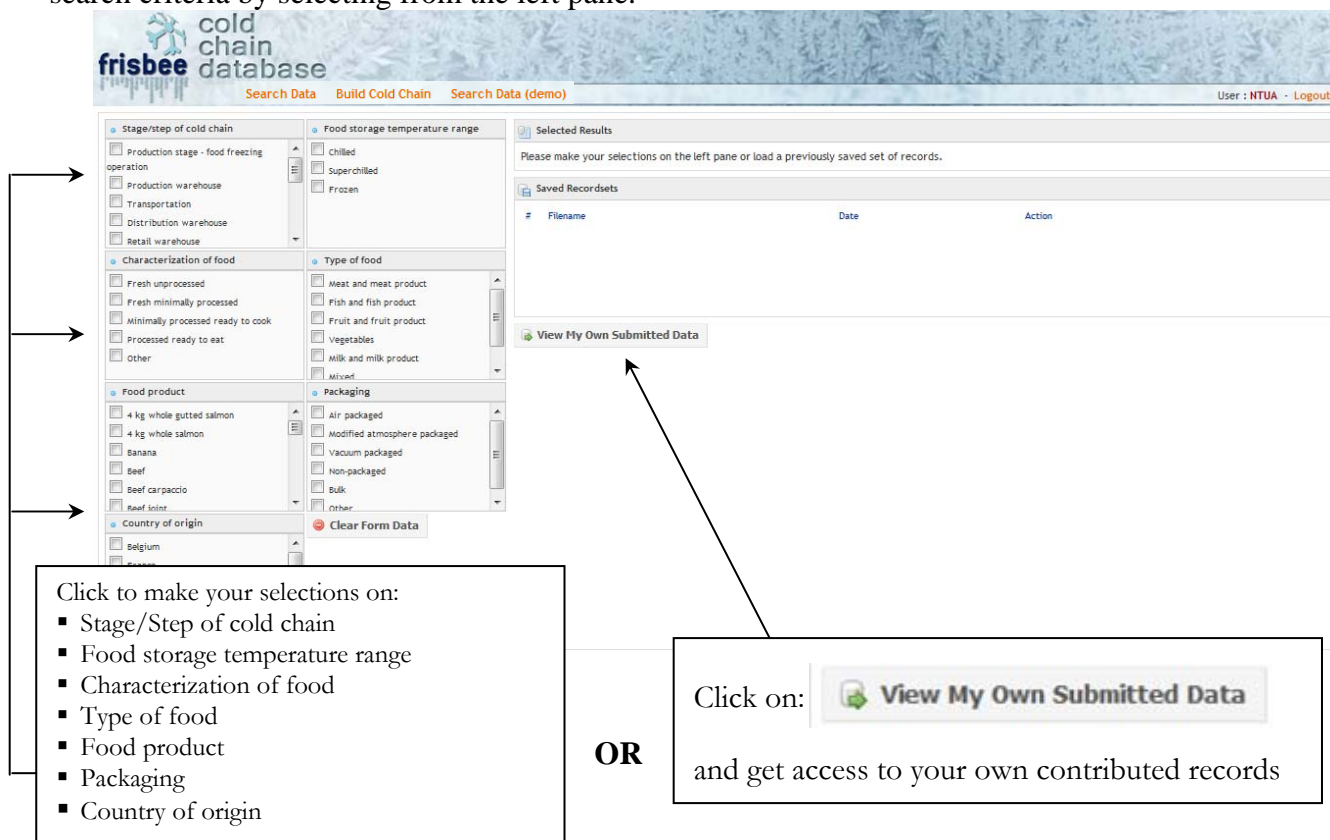 search criteria by selecting from the left pane.
cold
chain
frisbee database
Search Data Build Cold Chain Search Data (demo)
User : NTUA - Logout
Stage/step of cold chain
Production stage - food freezing
operation
Production warehouse
Transportation
Distribution warehouse
Retail warehouse
Food storage temperature range
Chilled
Superchilled
Frozen
Selected Results
Please make your selections on the left pane or load a previously saved set of records.
Saved Recordsets
# Filename Date Action
Characterization of food
Fresh unprocessed
Fresh minimally processed
Minimally processed ready to cook
Processed ready to eat
Other
Type of food
Meat and meat product
Fish and fish product
Fruit and fruit product
Vegetables
Milk and milk product
Mixed
View My Own Submitted Data
Food product
4 kg whole gutted salmon
4 kg whole salmon
Banana
Beef
Beef carpaccio
Beef joint
Packaging
Air packaged
Modified atmosphere packaged
Vacuum packaged
Non-packaged
Bulk
Other
Country of origin
Belgium
France
Clear Form Data
Click to make your selections on:
▪ Stage/Step of cold chain
▪ Food storage temperature range
▪ Characterization of food
▪ Type of food
▪ Food product
▪ Packaging
▪ Country of origin
OR
Click on: View My Own Submitted Data
and get access to your own contributed records